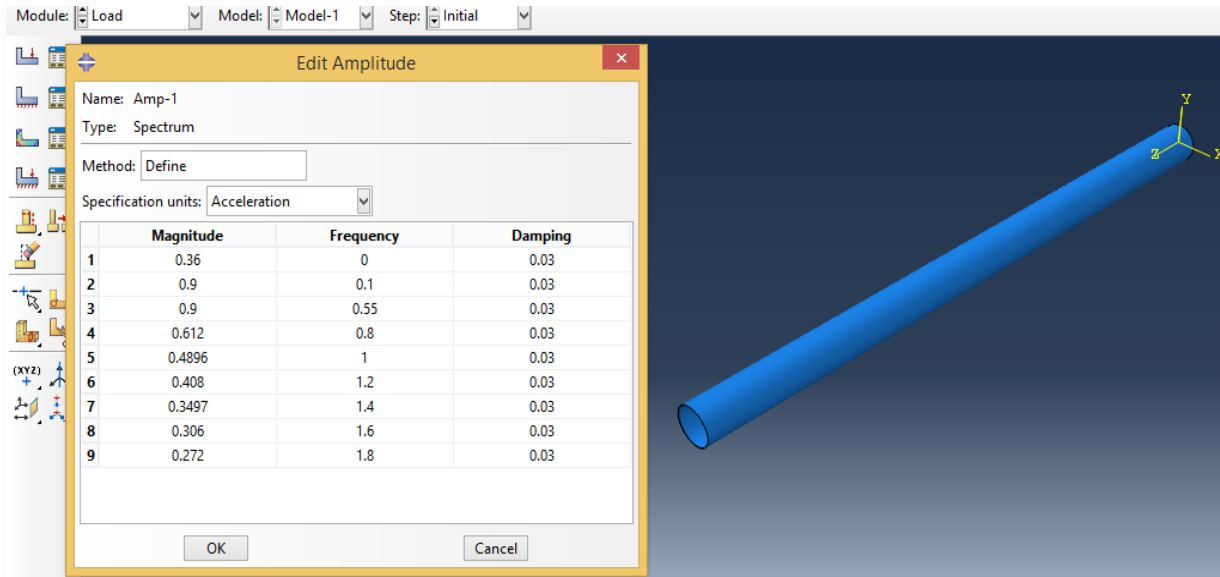 Module: Load Model: Model-1 Step: Initial
Edit Amplitude
Name: Amp-1
Type: Spectrum
Method: Define
Specification units: Acceleration
Magnitude Frequency Damping
1 0.36 0 0.03
2 0.9 0.1 0.03
3 0.9 0.55 0.03
4 0.612 0.8 0.03
5 0.4896 1 0.03
6 0.408 1.2 0.03
7 0.3497 1.4 0.03
8 0.306 1.6 0.03
9 0.272 1.8 0.03
OK Cancel
(XYZ)
Y
Z X